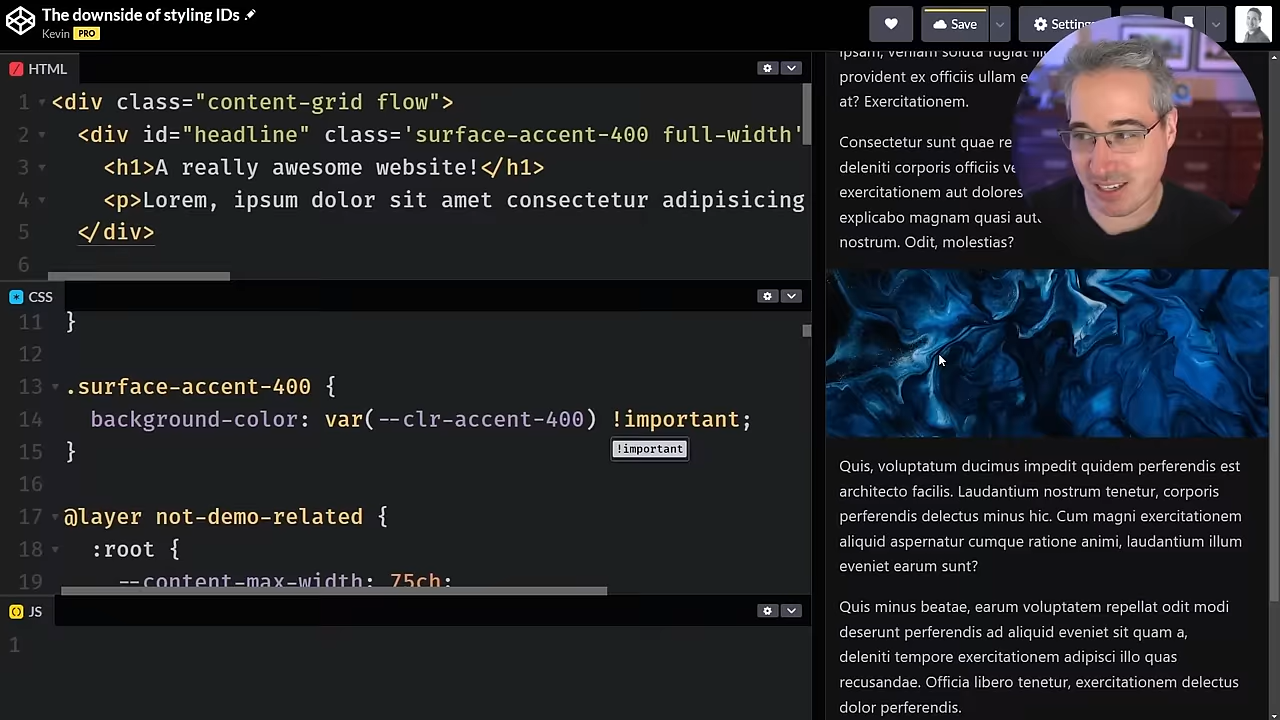 The downside of styling IDs
Kevin PRO
Save
Setting
HTML
1 <div class="content-grid flow">
2 <div id="headline" class='surface-accent-400 full-width'
3 <h1>A really awesome website!</h1>
4 <p>Lorem, ipsum dolor sit amet consectetur adipisicing
5 </div>
6
CSS
11 }
12
13 .surface-accent-400 {
14 background-color: var(--clr-accent-400) !important;
!important
15 }
16
17 @layer not-demo-related {
18 :root {
19 --content-max-width: 75ch;
JS
1
ipsum, veniam soluta fugiat
provident ex officiis ullam
at? Exercitationem.
Consectetur sunt quae
deleniti corporis officiis
exercitationem aut dolores
explicabo magnam quasi
nostrum. Odit, molestias?
Quis, voluptatum ducimus impedit quidem perferendis est
architecto facilis. Laudantium nostrum tenetur, corporis
perferendis delectus minus hic. Cum magni exercitationem
aliquid aspernatur cumque ratione animi, laudantium illum
eveniet earum sunt?
Quis minus beatae, earum voluptatem repellat odit modi
deserunt perferendis ad aliquid eveniet sit quam a,
deleniti tempore exercitationem adipisci illo quas
recusandae. Officia libero tenetur, exercitationem delectus
dolor perferendis.